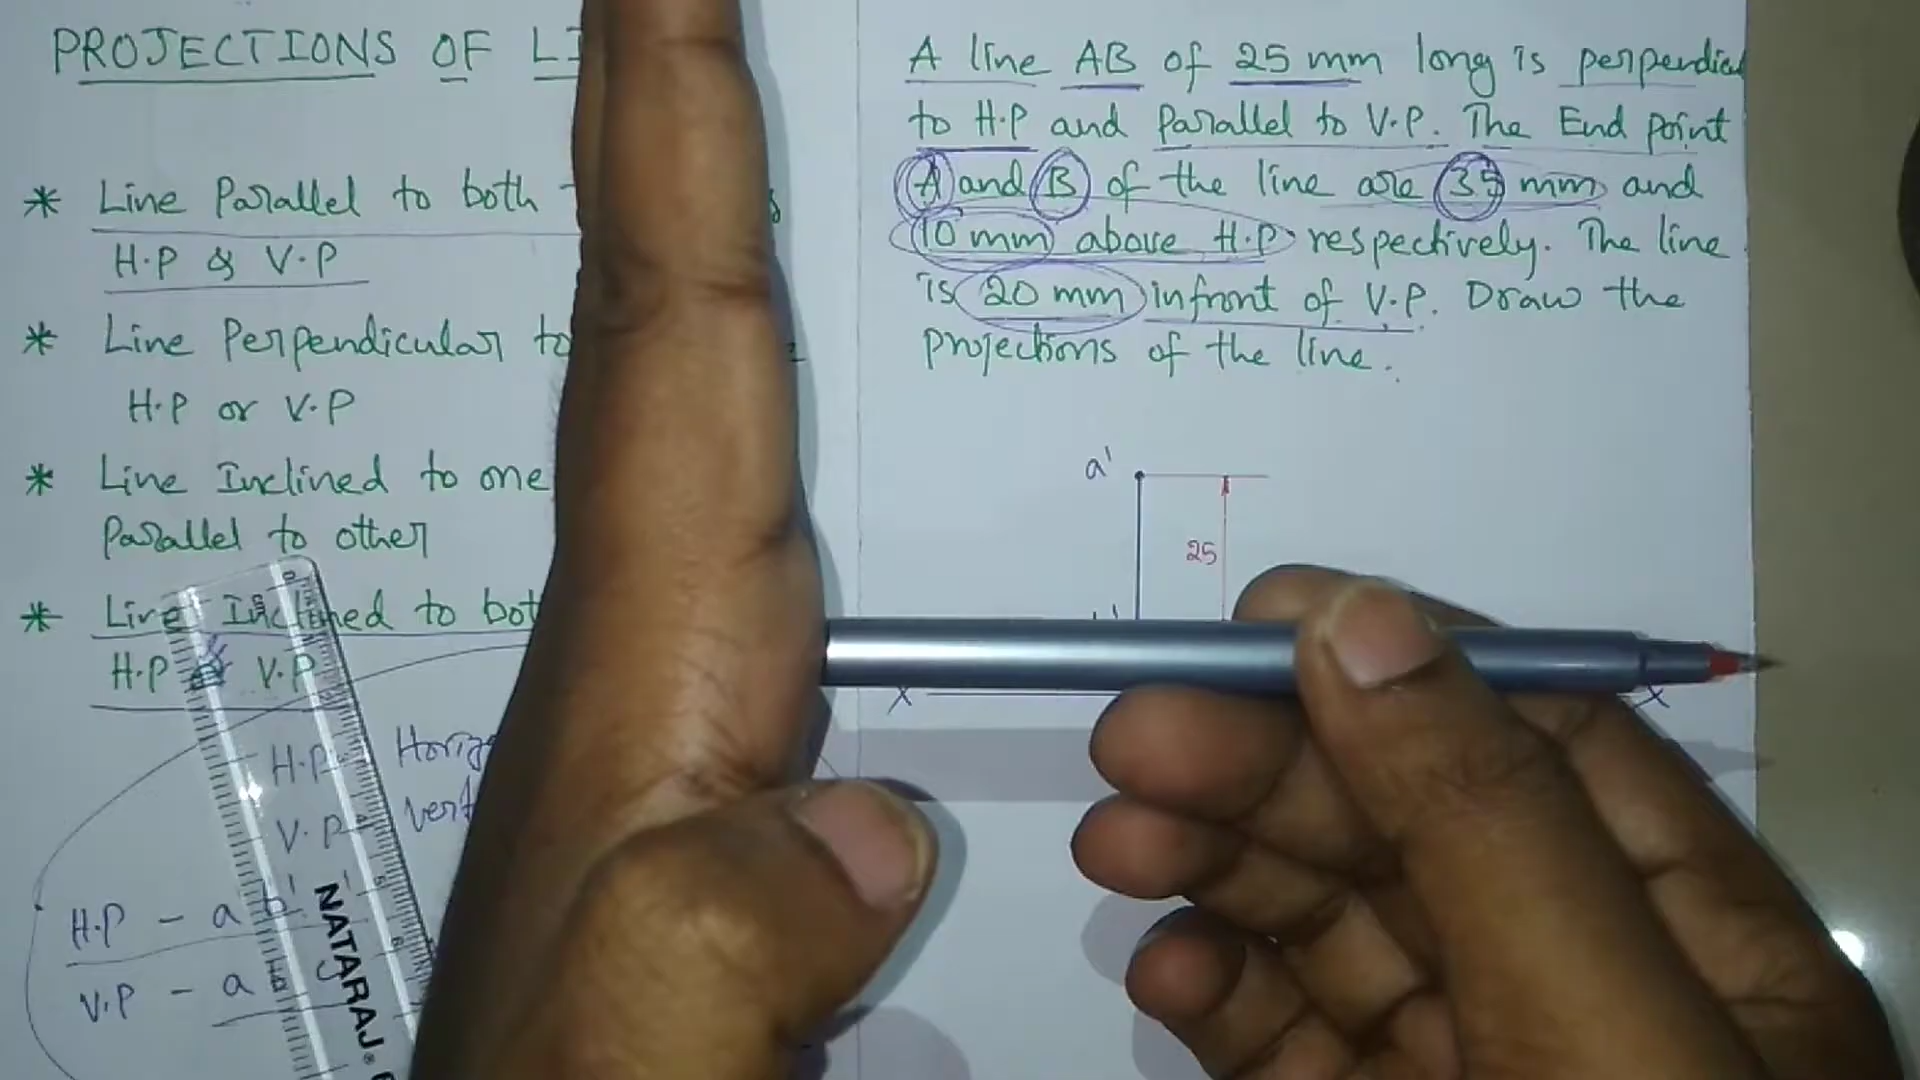 PROJECTIONS OF LI
* Line Parallel to both
H.P & V.P
* Line Perpendicular to
H.P or V.P
* Line Inclined to one
Parallel to other
* Line Inclined to bot
H.P & V.P
H.P Horiz
V.P vert
H.P - a
V.P - a
NATARAJ
A line AB of 25 mm long is perpendicu
to H.P and Parallel to V.P. The End point
A and B of the line are 35 mm and
10 mm above H.P respectively. The line
is 20 mm infront of V.P. Draw the
projections of the line.
a'
25
X X